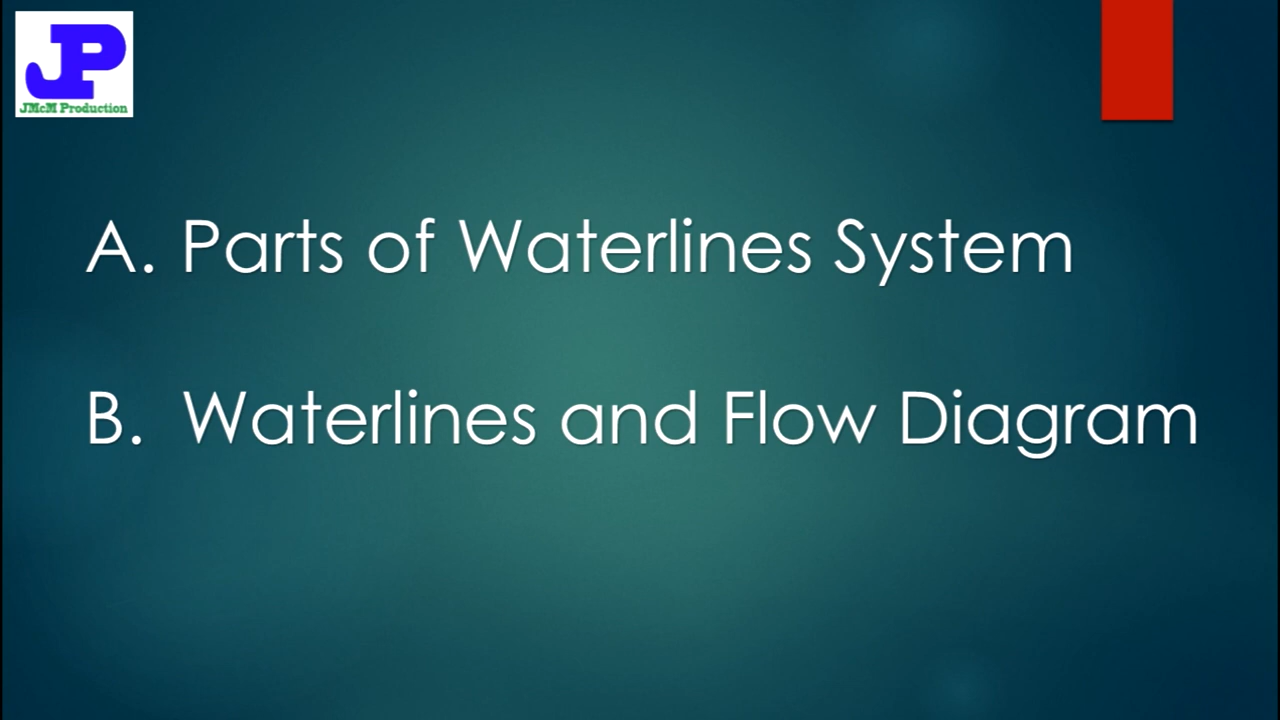 JP
JMcM Production
A. Parts of Waterlines System
B. Waterlines and Flow Diagram